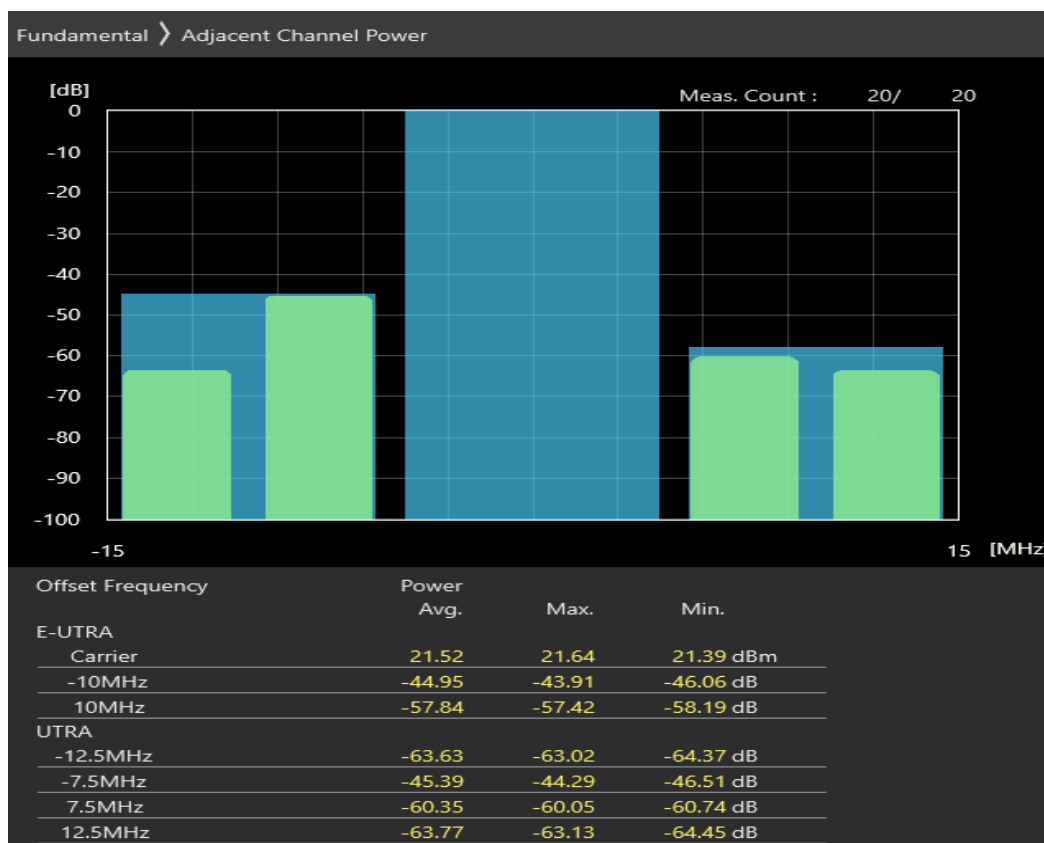 Fundamental 〉 Adjacent Channel Power
[dB]
Meas. Count : 20/ 20
0
-10
-20
-30
-40
-50
-60
-70
-80
-90
-100
-15 15 [MHz
Offset Frequency Power
Avg. Max. Min.
E-UTRA
Carrier 21.52 21.64 21.39 dBm
-10MHz -44.95 -43.91 -46.06 dB
10MHz -57.84 -57.42 -58.19 dB
UTRA
-12.5MHz -63.63 -63.02 -64.37 dB
-7.5MHz -45.39 -44.29 -46.51 dB
7.5MHz -60.35 -60.05 -60.74 dB
12.5MHz -63.77 -63.13 -64.45 dB